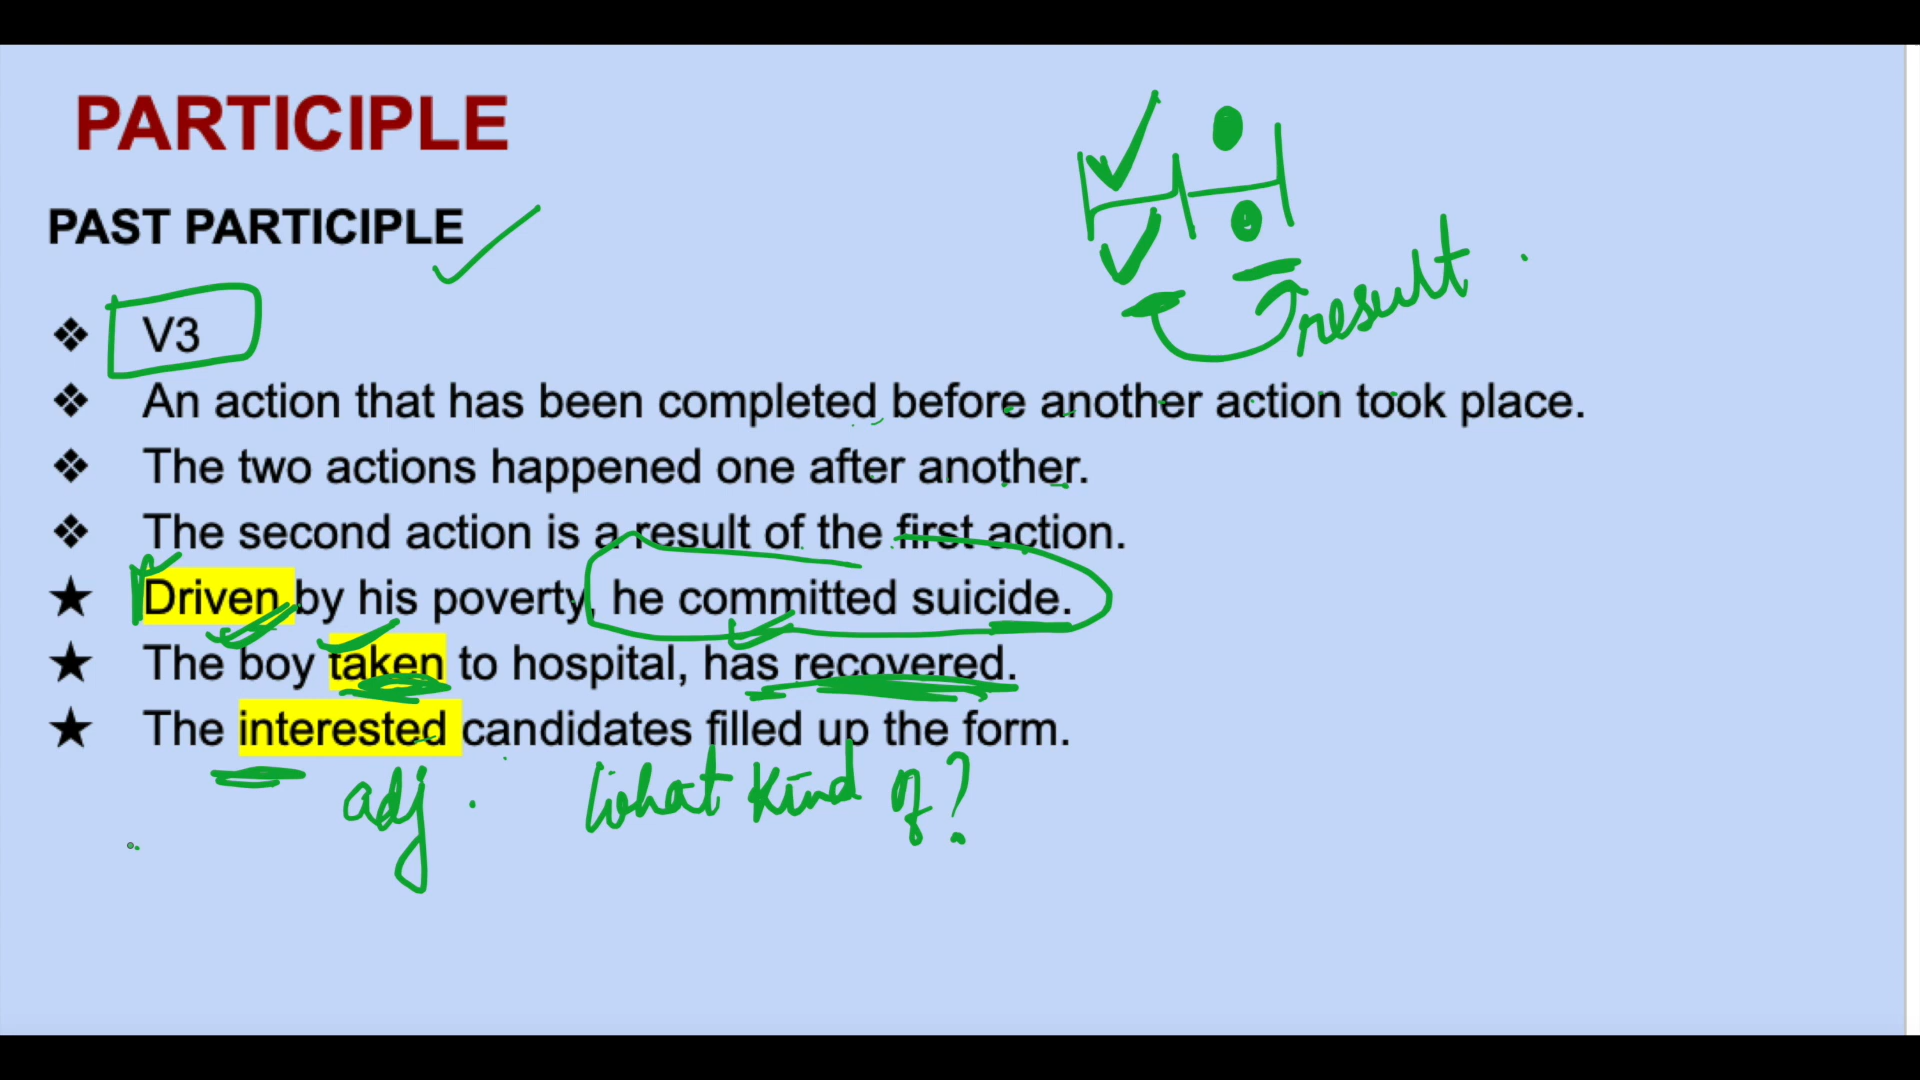 PARTICIPLE
PAST PARTICIPLE
❖ V3
result.
❖ An action that has been completed before another action took place.
❖ The two actions happened one after another.
❖ The second action is a result of the first action.
★ Driven by his poverty, he committed suicide.
★ The boy taken to hospital, has recovered.
★ The interested candidates filled up the form.
adj. What kind of?